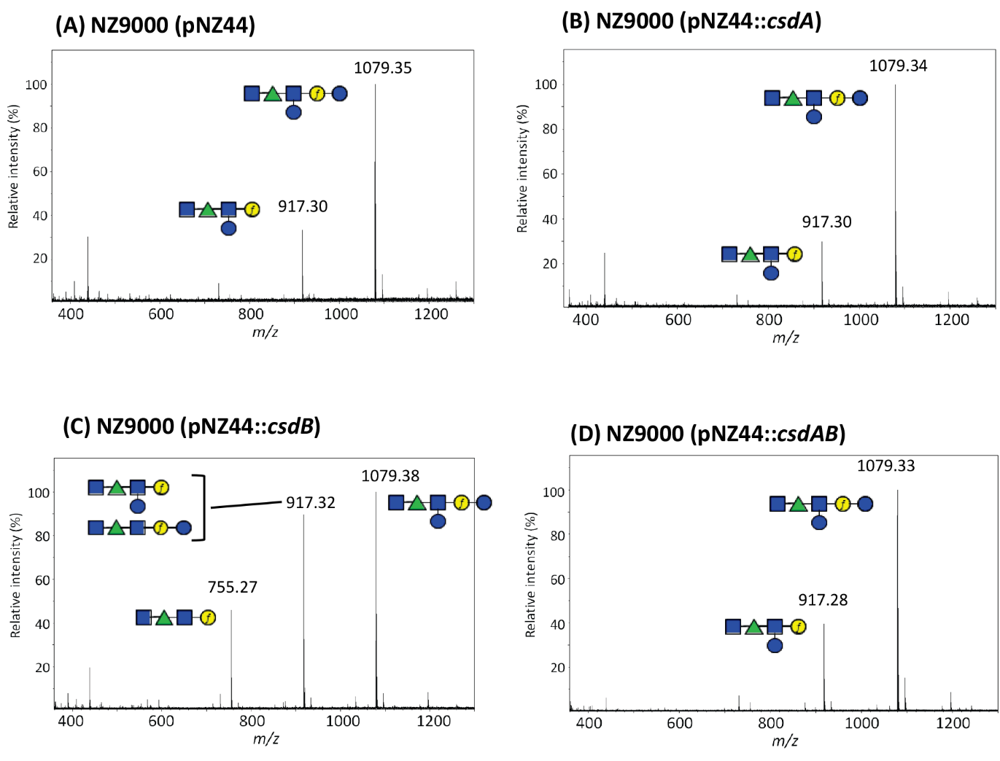 (A) NZ9000 (pNZ44)
1079.35
917.30
f
f
100
80
60
40
20
Relative intensity (%)
400 600 800 1000 1200
m/z
(B) NZ9000 (pNZ44::csdA)
1079.34
917.30
f
f
100
80
60
40
20
Relative intensity (%)
400 600 800 1000 1200
m/z
(C) NZ9000 (pNZ44::csdB)
1079.38
917.32
755.27
f
f
f
f
100
80
60
40
20
Relative intensity (%)
400 600 800 1000 1200
m/z
(D) NZ9000 (pNZ44::csdAB)
1079.33
917.28
f
f
100
80
60
40
20
Relative intensity (%)
400 600 800 1000 1200
m/z